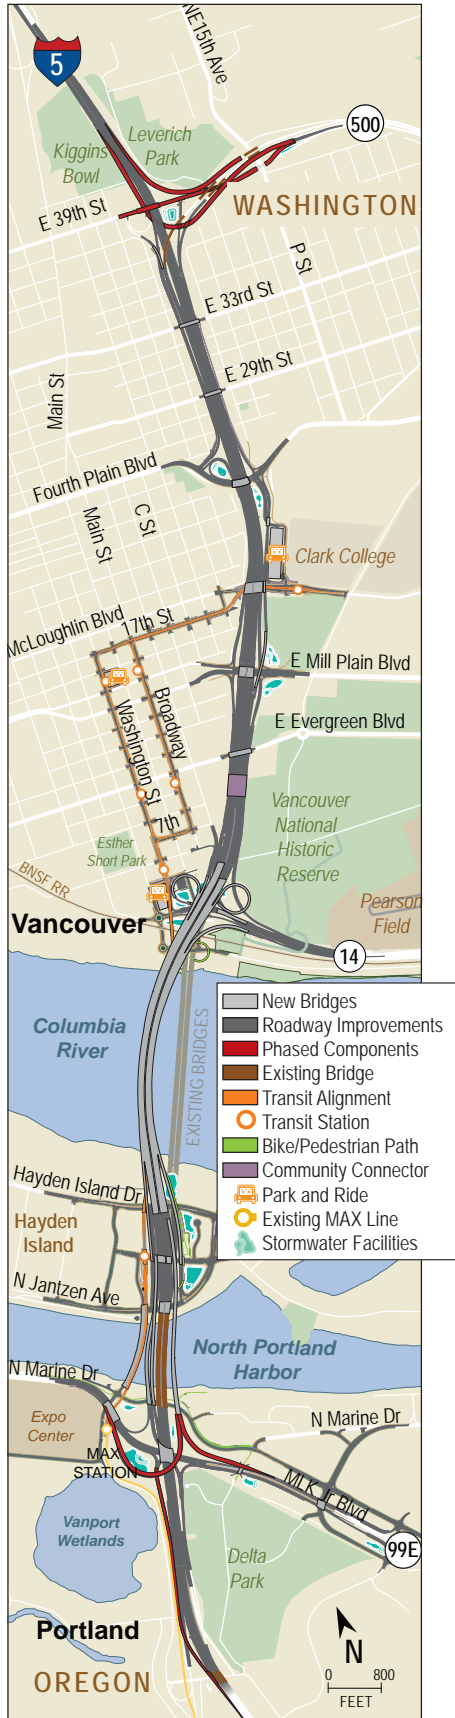 NE15th Ave
5
500
Leverich
Park
Kiggins
Bowl
WASHINGTON
E 39th St
P St
E 33rd St
E 29th St
Main St
Fourth Plain Blvd
Main St
C St
Clark College
McLoughlin Blvd
17th St
E Mill Plain Blvd
Broadway
Washington St
E Evergreen Blvd
7th
Vancouver
National
Historic
Reserve
Esther
Short Park
BNSF RR
Pearson
Field
Vancouver
14
Columbia
River
EXISTING BRIDGES
New Bridges
Roadway Improvements
Phased Components
Existing Bridge
Transit Alignment
Transit Station
Bike/Pedestrian Path
Community Connector
Park and Ride
Existing MAX Line
Stormwater Facilities
Hayden Island Dr
Hayden
Island
N Jantzen Ave
North Portland
Harbor
N Marine Dr
N Marine Dr
Expo
Center
MAX
STATION
MLK Jr Blvd
99E
Vanport
Wetlands
Delta
Park
Portland
OREGON
N
0 800
FEET